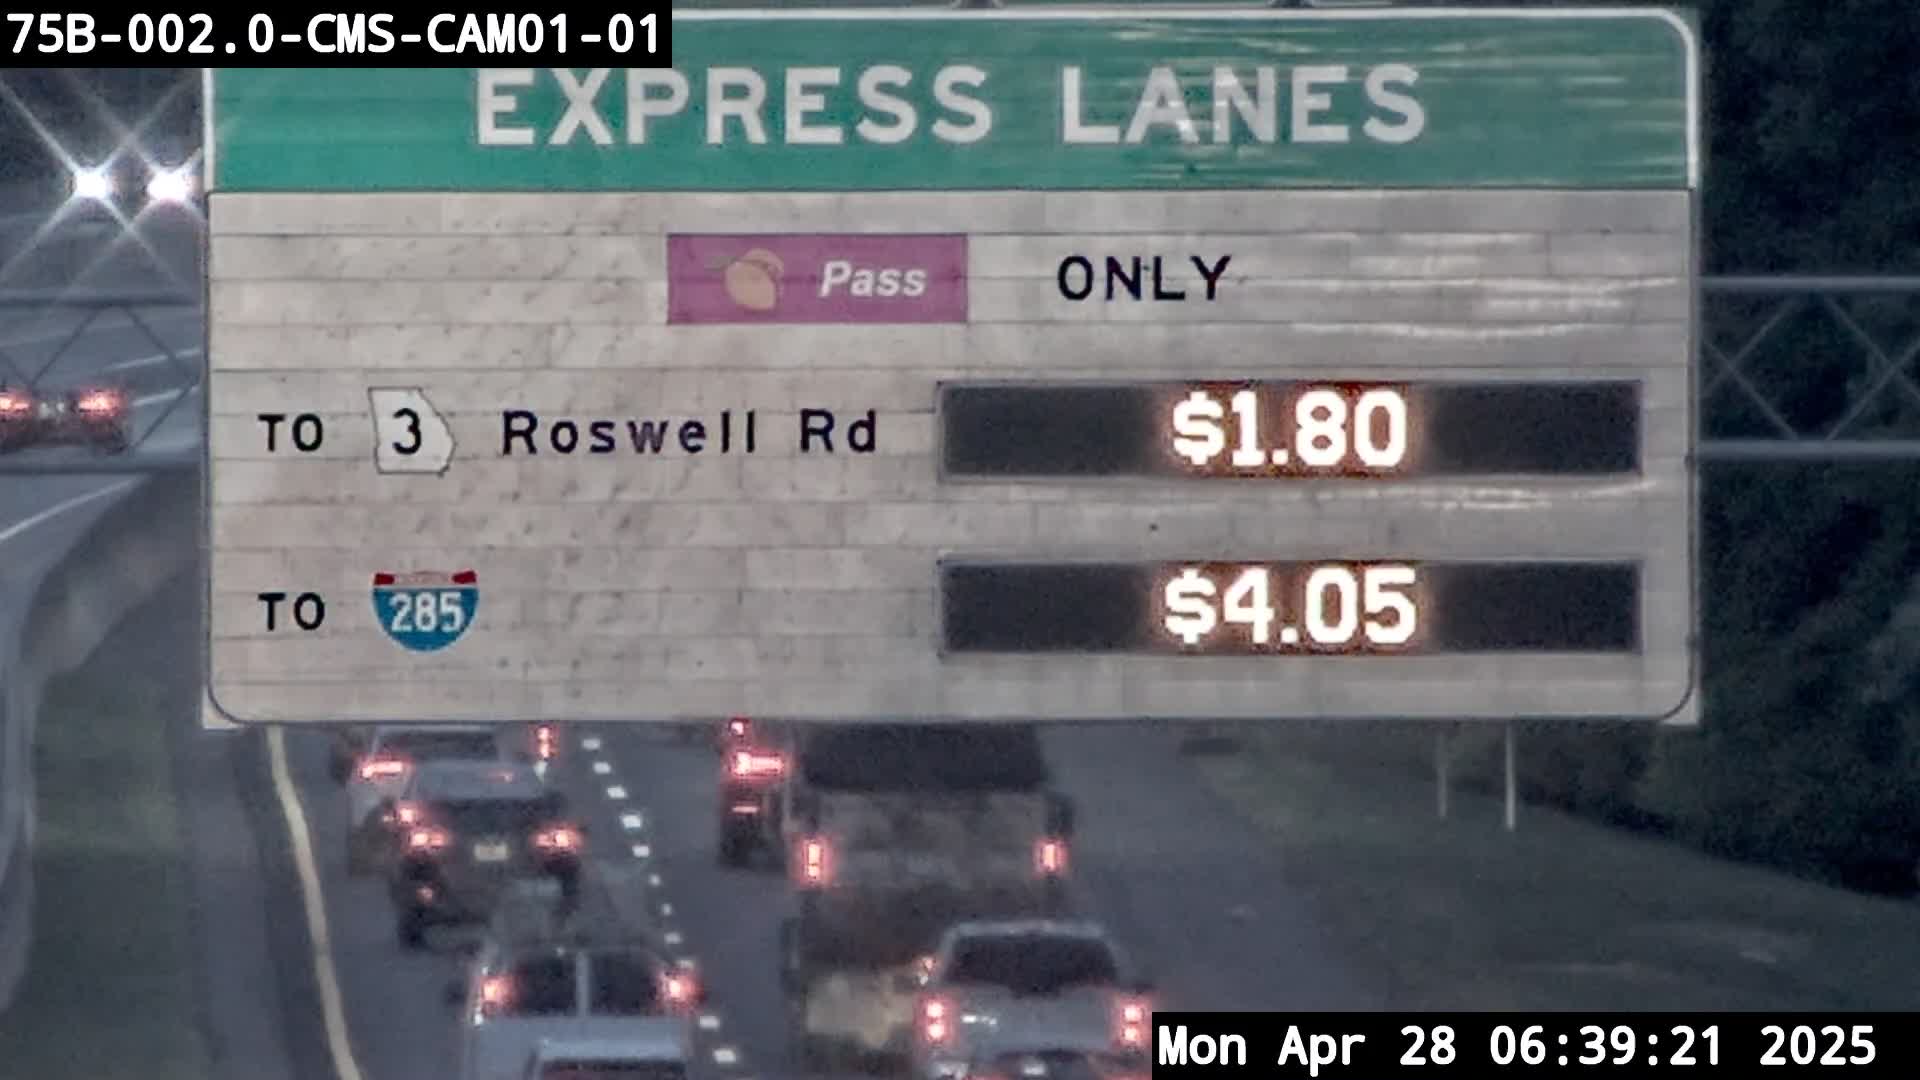 75B-002.0-CMS-CAM01-01
EXPRESS LANES
Pass ONLY
TO 3 Roswell Rd $1.80
TO 285 $4.05
Mon Apr 28 06:39:21 2025